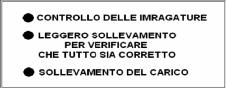 CONTROLLO DELLE IMRAGATURE
LEGGERO SOLLEVAMENTO
PER VERIFICARE
CHE TUTTO SIA CORRETTO
SOLLEVAMENTO DEL CARICO